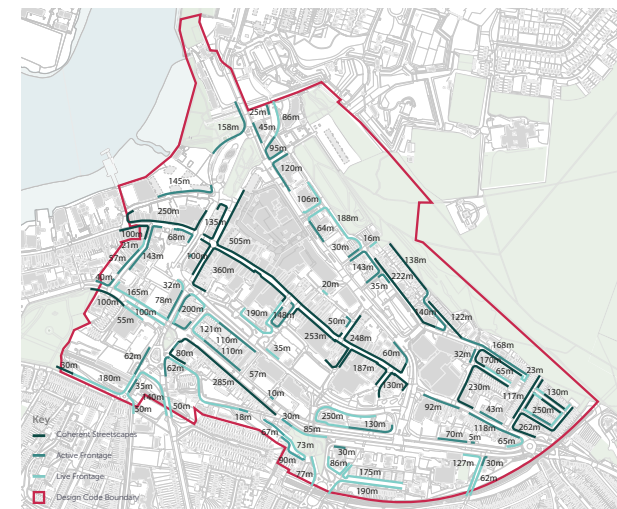 25m
86m
158m
45m
95m
120m
145m
106m
250m
188m
135m
100m
68m
64m
16m
21m
505m
30m
138m
57m
143m
100m
143m
360m
222m
40m
20m
35m
32m
165m
100m
78m
200m
190m
148m
140m
122m
100m
55m
50m
121m
110m
253m
248m
168m
110m
35m
62m
80m
60m
32m
170m
30m
62m
187m
65m
23m
180m
57m
285m
130m
230m
35m
10m
117m
130m
140m
50m
50m
92m
43m
250m
18m
30m
250m
Key
67m
85m
130m
118m
262m
Coherent Streetscapes
70m
5m
65m
73m
Active Frontage
90m
30m
86m
127m
30m
Live Frontage
77m
175m
62m
190m
Design Code Boundary